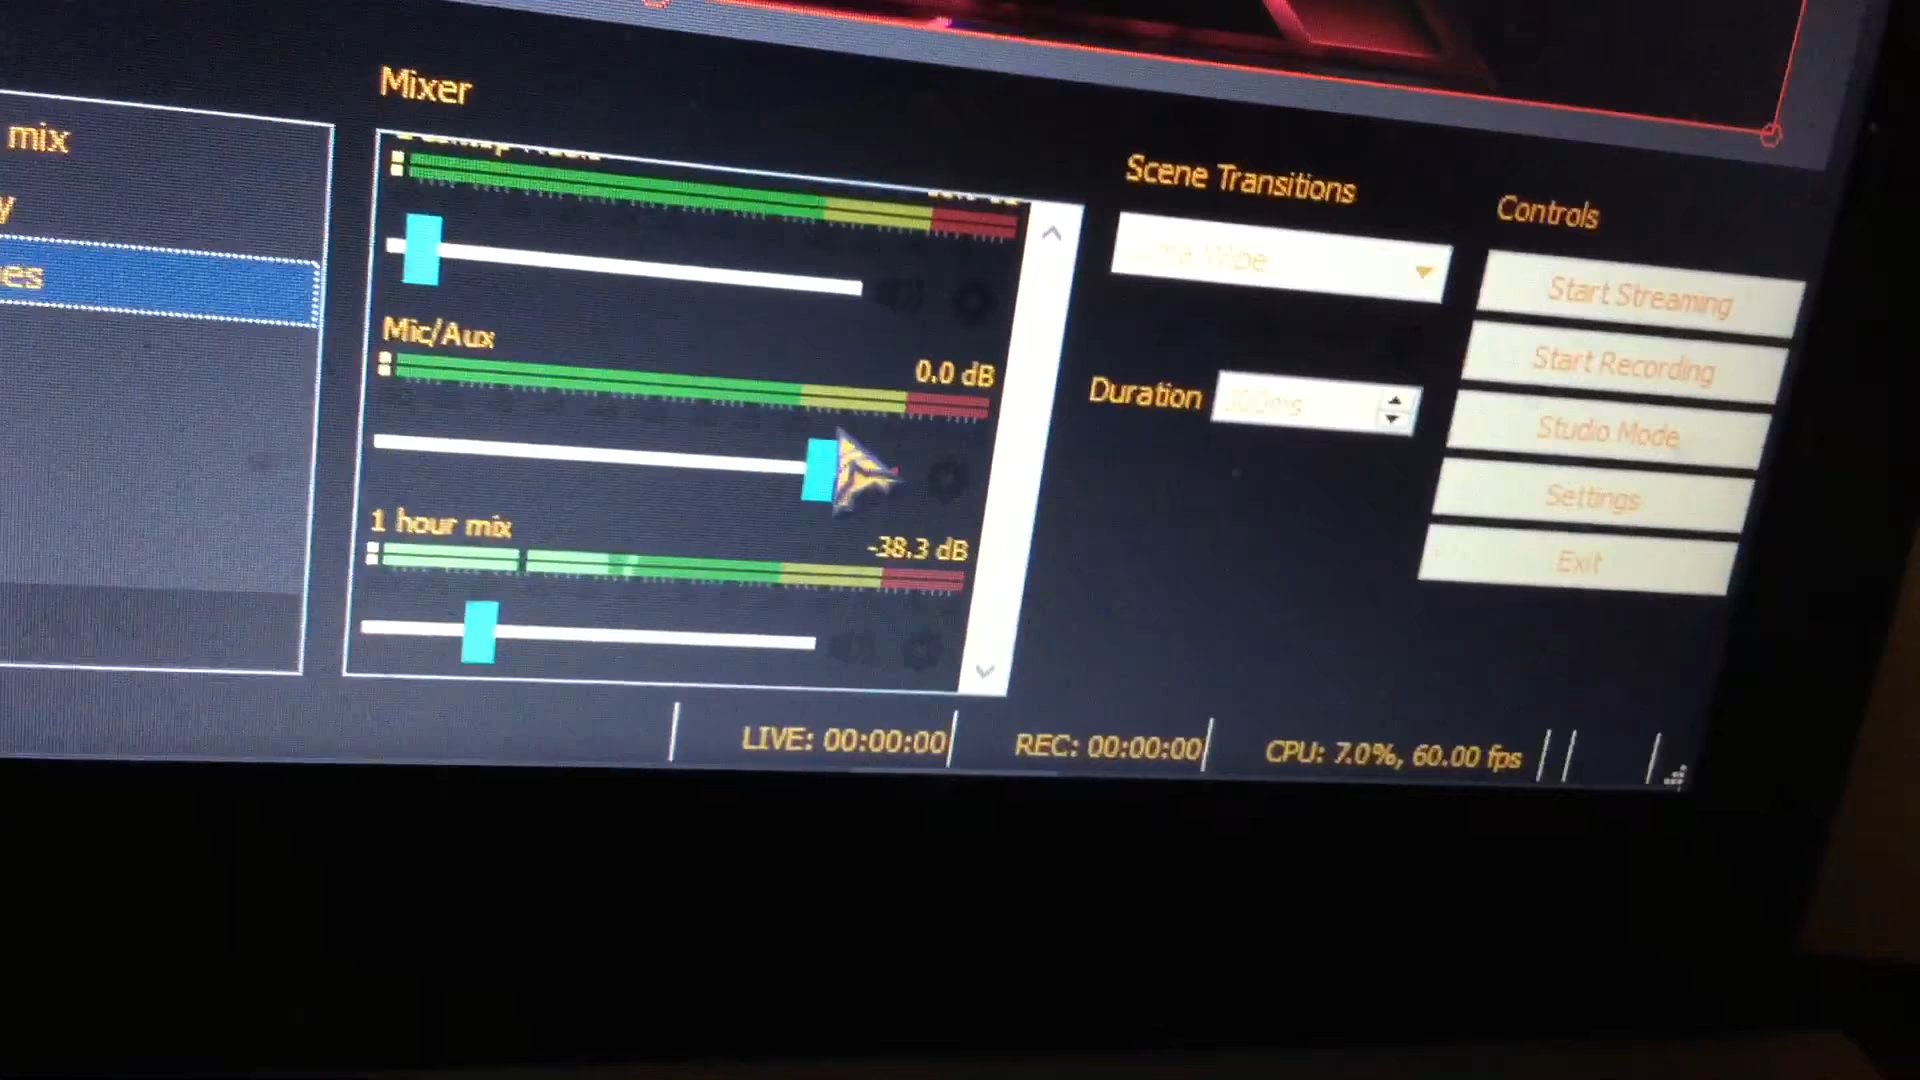 mix
y
es
Mixer
Mic/Aux
0.0 dB
1 hour mix
-38.3 dB
Scene Transitions
Duration
Controls
Start Streaming
Start Recording
Studio Mode
Settings
Exit
LIVE: 00:00:00
REC: 00:00:00
CPU: 7.0%, 60.00 fps